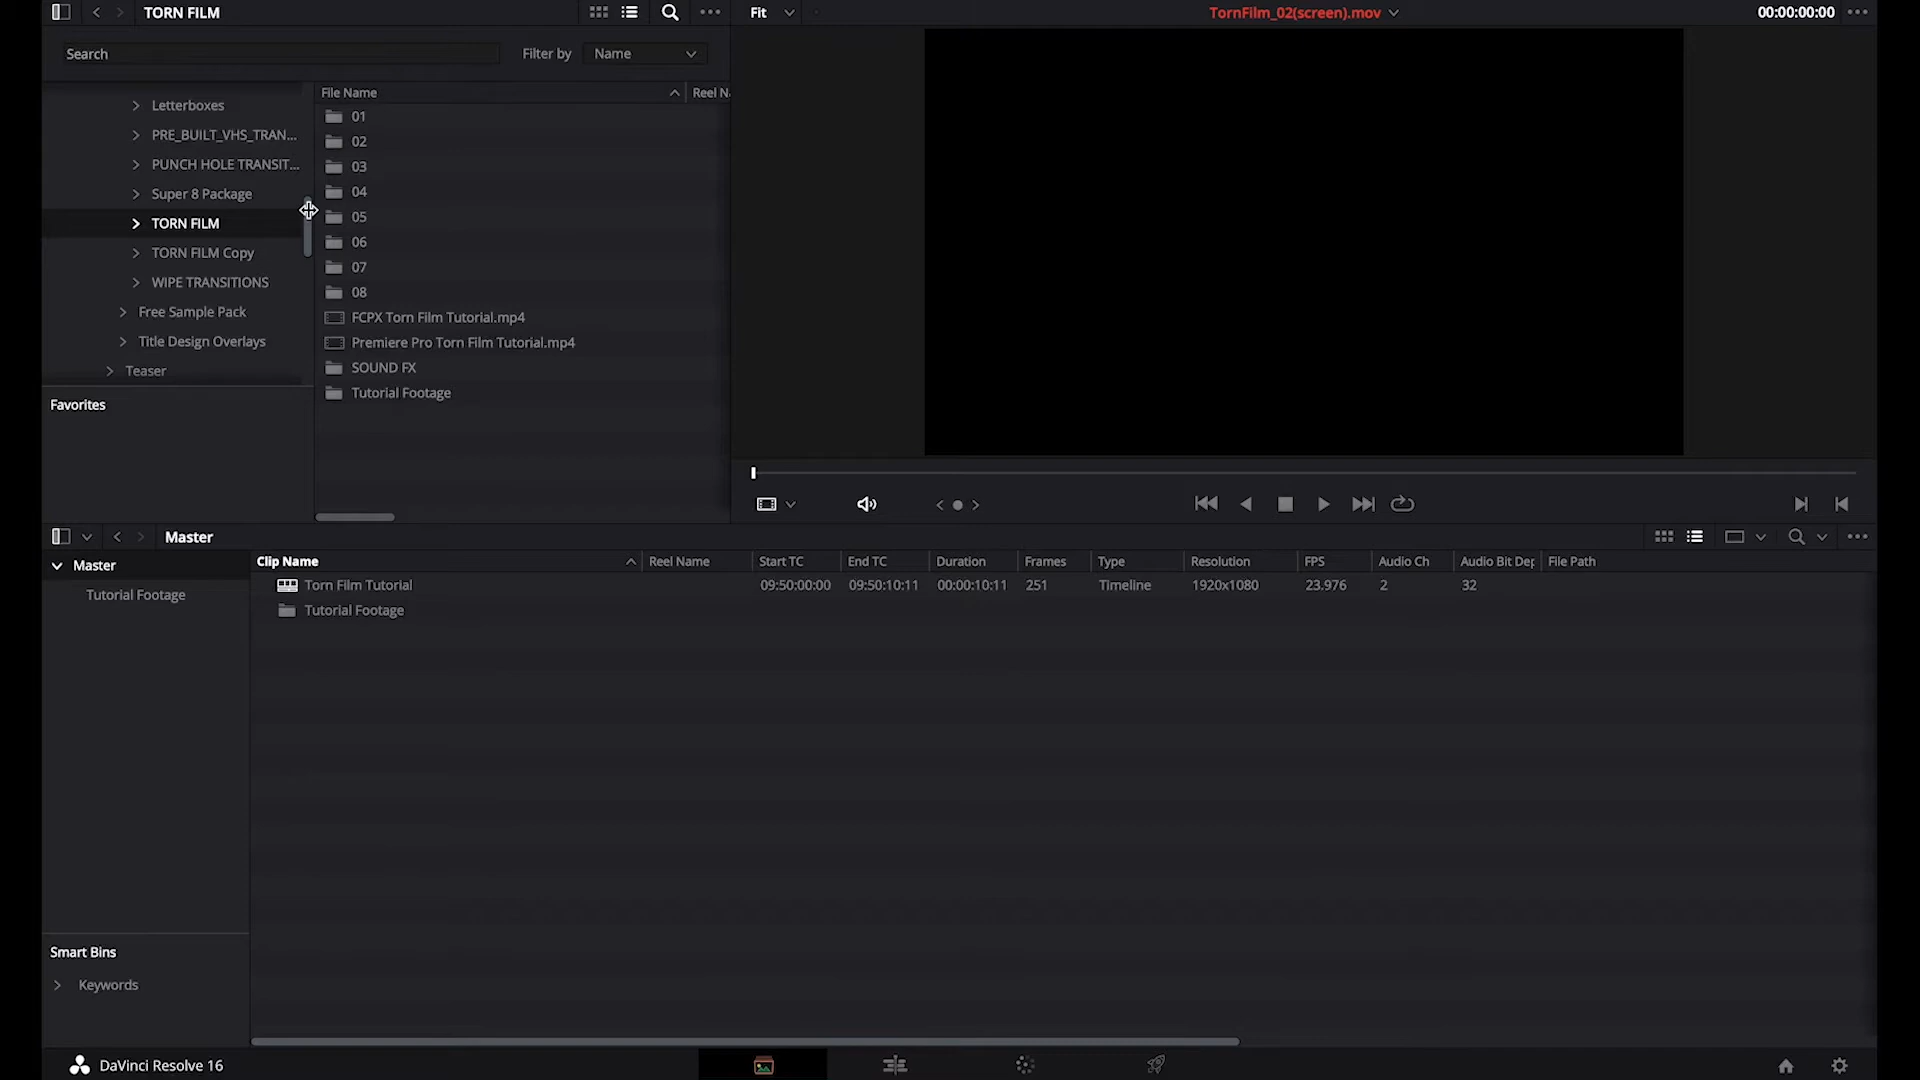 TORN FILM
Fit
TornFilm_02(screen).mov
00:00:00:00
Search
Filter by
Name
File Name
Reel N
Letterboxes
PRE_BUILT_VHS_TRAN...
PUNCH HOLE TRANSIT...
Super 8 Package
TORN FILM
TORN FILM Copy
WIPE TRANSITIONS
Free Sample Pack
Title Design Overlays
Teaser
01
02
03
04
05
06
07
08
FCPX Torn Film Tutorial.mp4
Premiere Pro Torn Film Tutorial.mp4
SOUND FX
Tutorial Footage
Favorites
Master
Master
Tutorial Footage
Clip Name
Reel Name
Start TC
End TC
Duration
Frames
Type
Resolution
FPS
Audio Ch
Audio Bit Dep
File Path
Torn Film Tutorial
09:50:00:00
09:50:10:11
00:00:10:11
251
Timeline
1920x1080
23.976
2
32
Tutorial Footage
Smart Bins
Keywords
DaVinci Resolve 16